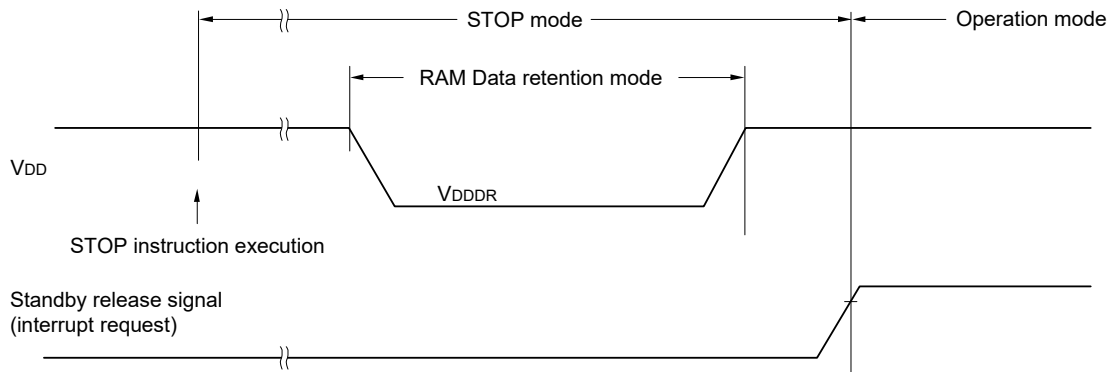 STOP mode
Operation mode
RAM Data retention mode
VDD
VDDDR
STOP instruction execution
Standby release signal
(interrupt request)